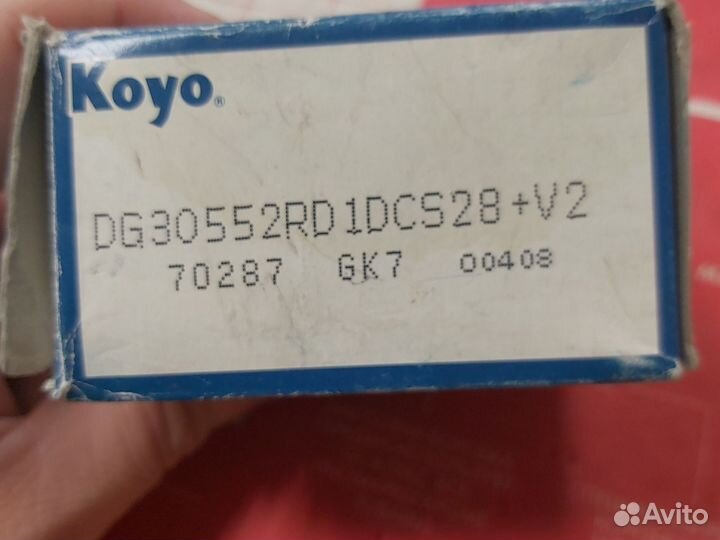 Koyo®
DG30552RD1DCS28+V2
70287 GK7 00408
Avito